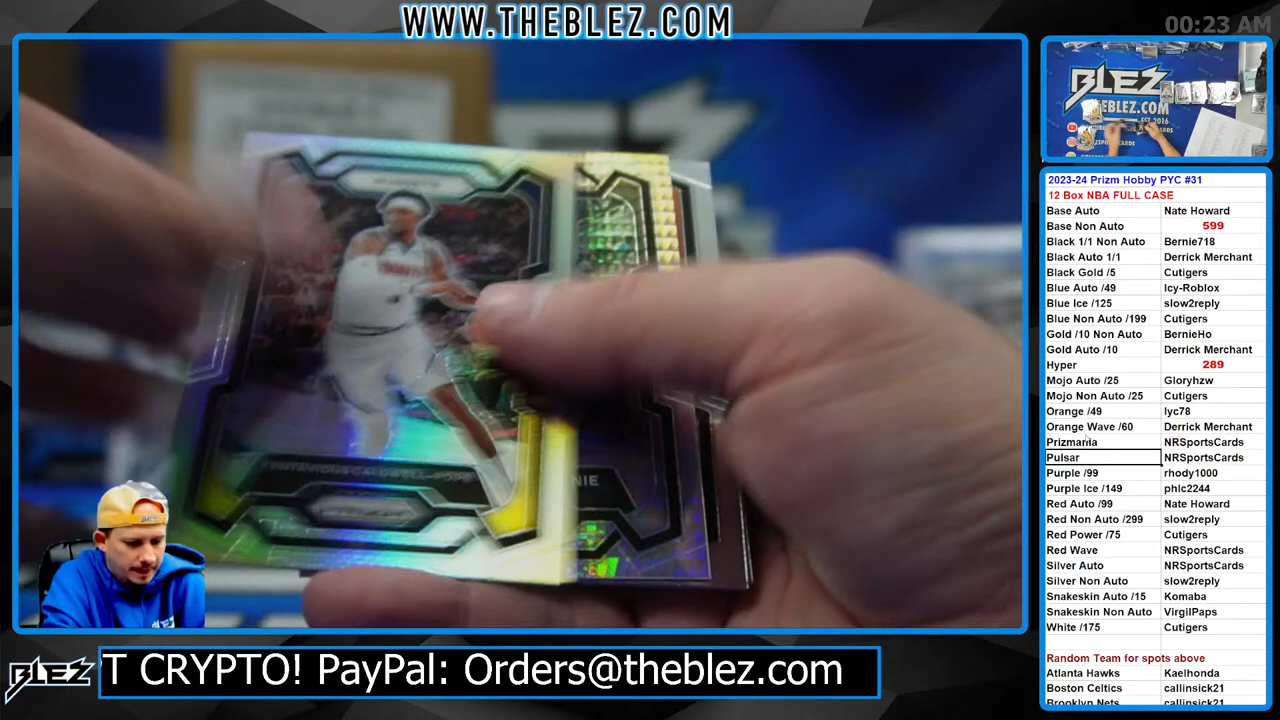 WWW.THEBLEZ.COM
00:23 AM
BLEZ
EST. 2016
2023-24 Prizm Hobby PYC #31
12 Box NBA FULL CASE
Base Auto Nate Howard
Base Non Auto 599
Black 1/1 Non Auto Bernie718
Black Auto 1/1 Derrick Merchant
Black Gold /5 Cutigers
Blue Auto /49 Icy-Roblox
Blue Ice /125 slow2reply
Blue Non Auto /199 Cutigers
Gold /10 Non Auto BernieHo
Gold Auto /10 Derrick Merchant
Hyper 289
Mojo Auto /25 Gloryhzw
Mojo Non Auto /25 Cutigers
Orange /49 lyc78
Orange Wave /60 Derrick Merchant
Prizmania NRSportsCards
Pulsar NRSportsCards
Purple /99 rhody1000
Purple Ice /149 phlc2244
Red Auto /99 Nate Howard
Red Non Auto /299 slow2reply
Red Power /75 Cutigers
Red Wave NRSportsCards
Silver Auto NRSportsCards
Silver Non Auto slow2reply
Snakeskin Auto /15 Komaba
Snakeskin Non Auto VirgilPaps
White /175 Cutigers
Random Team for spots above
Atlanta Hawks Kaelhonda
Boston Celtics callinsick21
Brooklyn Nets callinsick21
BLEZ
T CRYPTO! PayPal: Orders@theblez.com